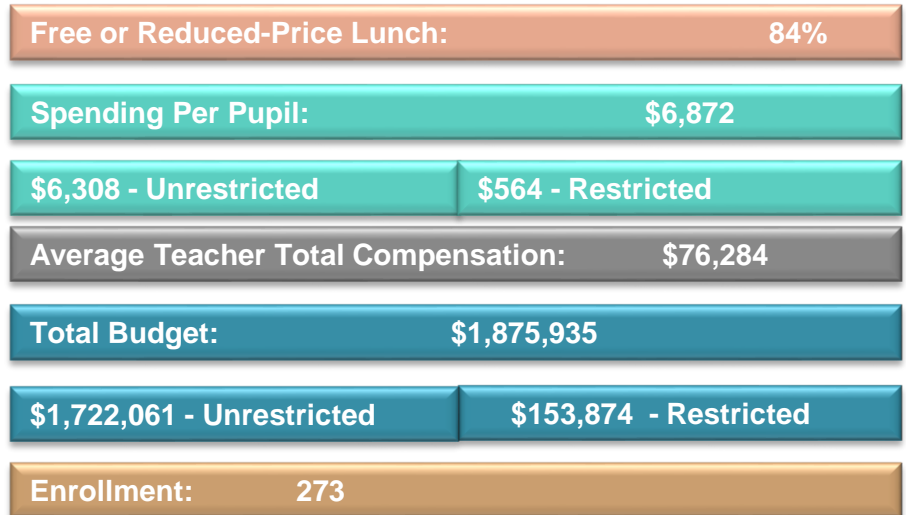 Free or Reduced-Price Lunch: 84%
Spending Per Pupil: $6,872
$6,308 - Unrestricted $564 - Restricted
Average Teacher Total Compensation: $76,284
Total Budget: $1,875,935
$1,722,061 - Unrestricted $153,874 - Restricted
Enrollment: 273